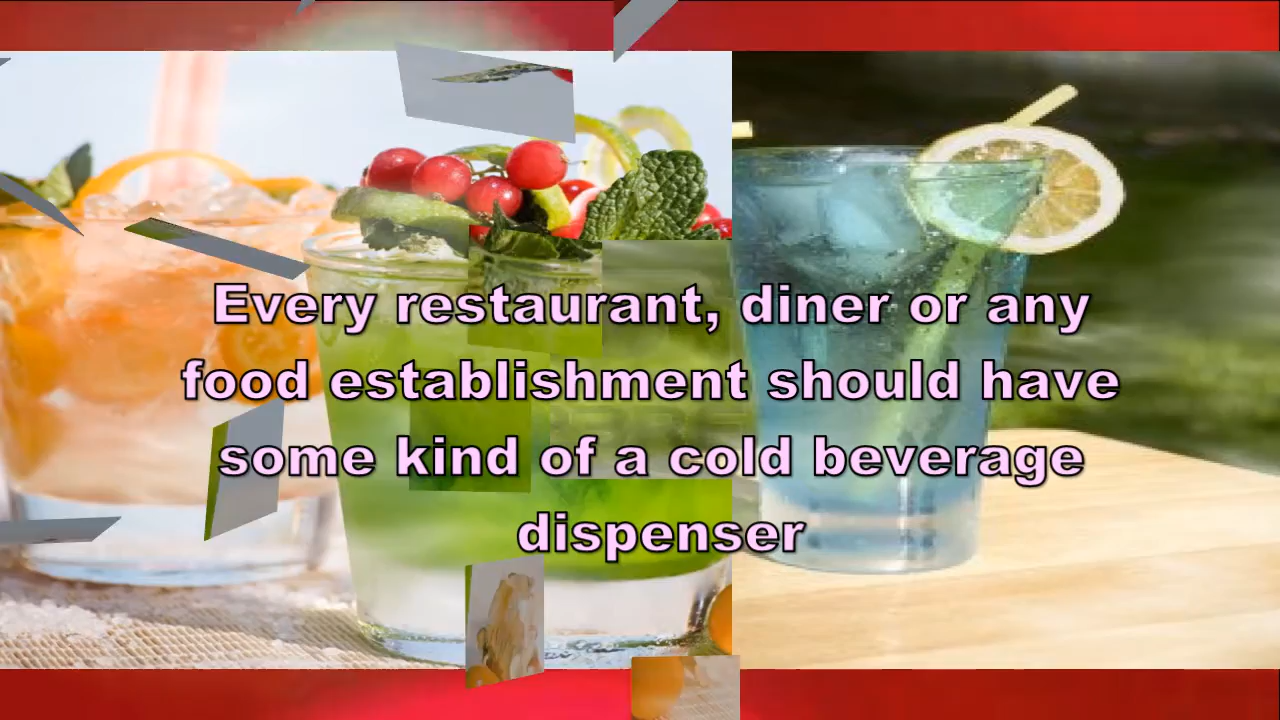 Every restaurant, diner or any
food establishment should have
some kind of a cold beverage
dispenser